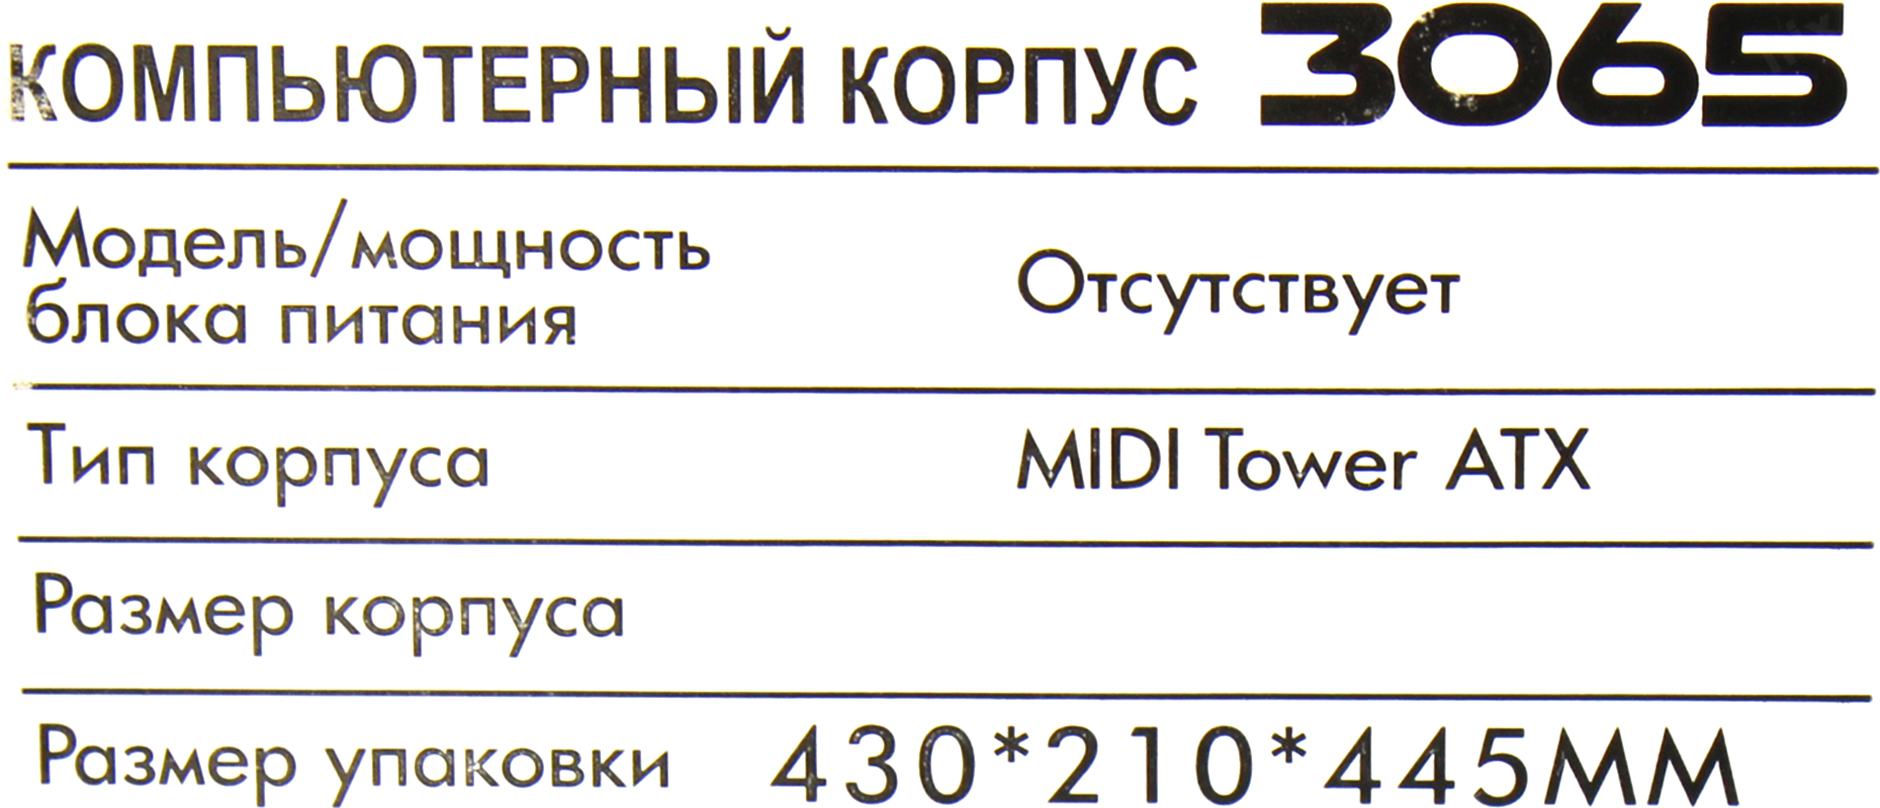 КОМПЬЮТЕРНЫЙ КОРПУС 3065
Модель/мощность
блока питания
Отсутствует
Тип корпуса MIDI Tower ATX
Размер корпуса
Размер упаковки 430*210*445ММ